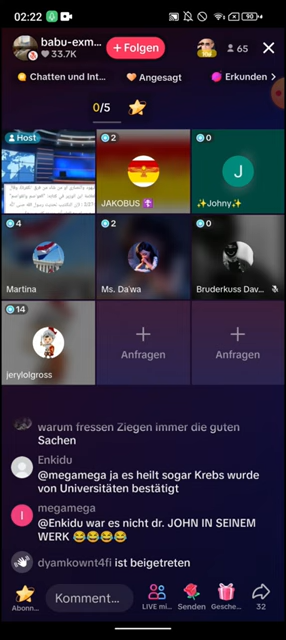 02:22
90
babu-exm...
33.7K
+ Folgen
65
Chatten und Int...
Angesagt
Erkunden
0/5
Host
2
JAKOBUS
0
J
✨Johny✨
4
Martina
2
Ms. Da'wa
0
Bruderkuss Dav...
14
jerylolgross
+
Anfragen
+
Anfragen
warum fressen Ziegen immer die guten
Sachen
Enkidu
@megamega ja es heilt sogar Krebs wurde
von Universitäten bestätigt
m
megamega
@Enkidu war es nicht dr. JOHN IN SEINEM
WERK 😂😂😂😂
dyamkownt4fi ist beigetreten
Abonn...
Komment...
LIVE mi...
Senden
Gesche...
32